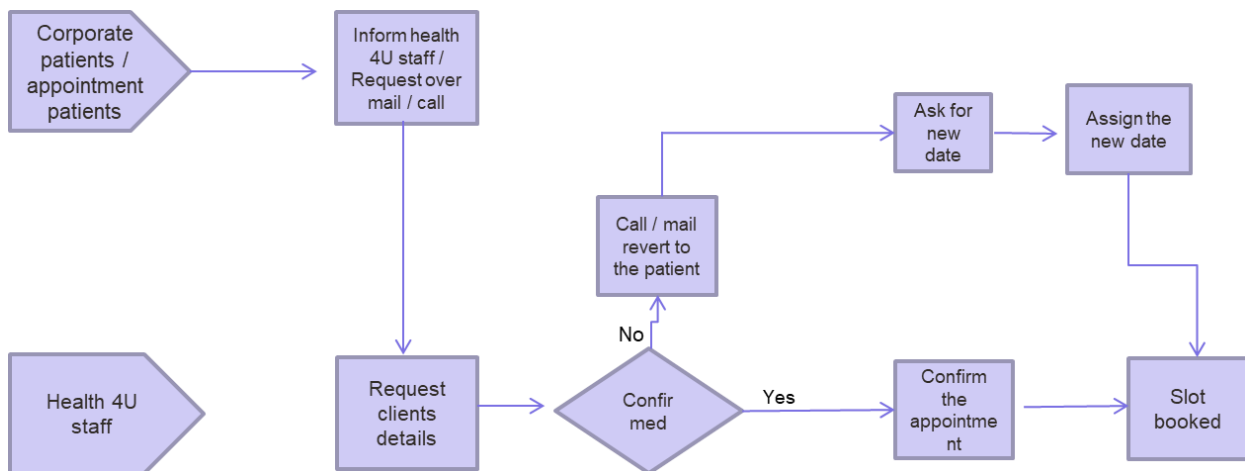 Corporate
patients /
appointment
patients
Inform health
4U staff /
Request over
mail / call
Ask for
new
date
Assign the
new date
Call / mail
revert to
the patient
No
Health 4U
staff
Request
clients
details
Confir
med
Yes
Confirm
the
appointme
nt
Slot
booked